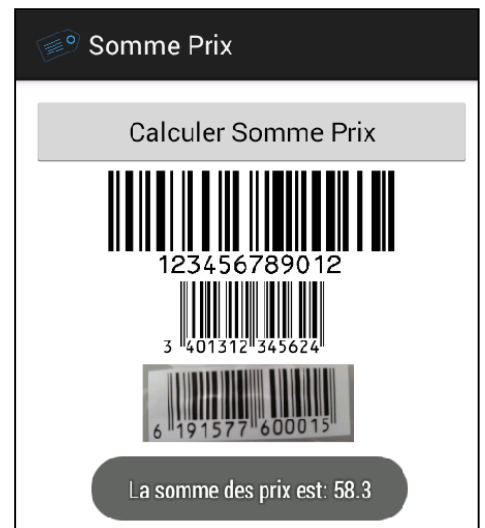 Somme Prix
Calculer Somme Prix
123456789012
3 401312 345624
6 191577 600015
La somme des prix est: 58.3